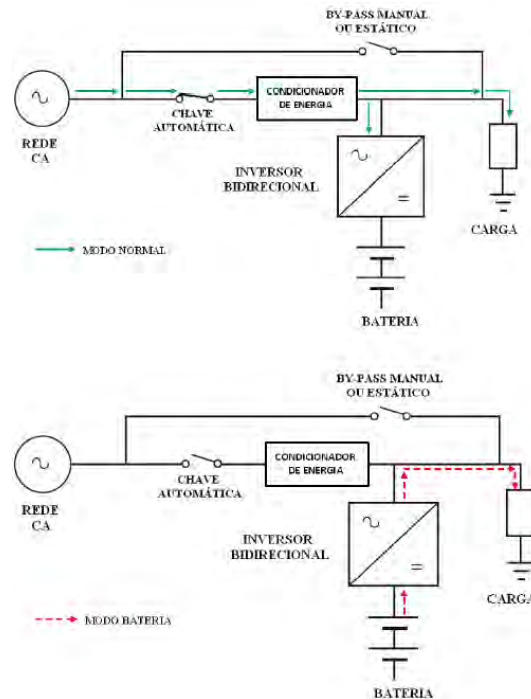 BY-PASS MANUAL
OU ESTÁTICO
CONDICIONADOR
DE ENERGIA
CHAVE
AUTOMÁTICA
REDE
CA
INVERSOR
BIDIRECIONAL
CARGA
MODO NORMAL
BATERIA
BY-PASS MANUAL
OU ESTÁTICO
CONDICIONADOR
DE ENERGIA
CHAVE
AUTOMÁTICA
REDE
CA
INVERSOR
BIDIRECIONAL
CARGA
MODO BATERIA
BATERIA